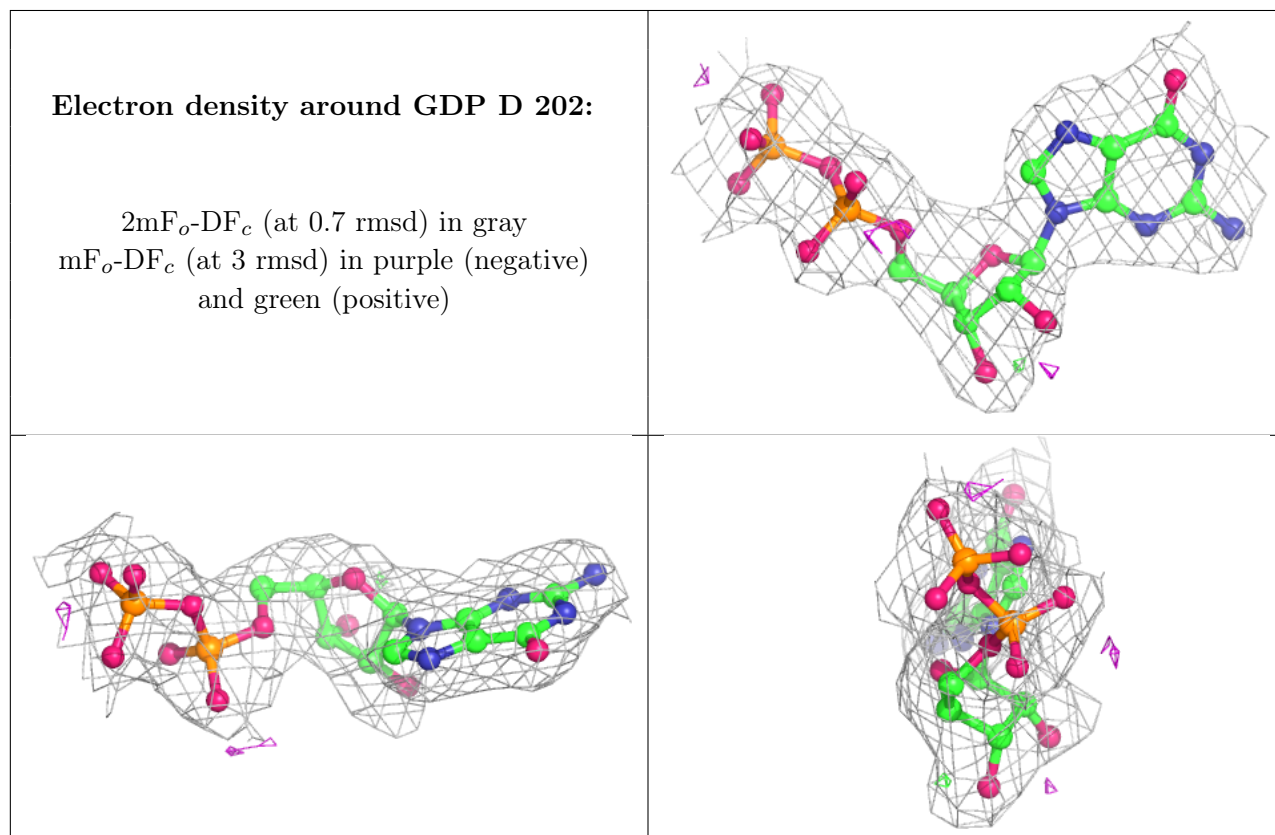 Electron density around GDP D 202:
2mFo-DFc (at 0.7 rmsd) in gray
mFo-DFc (at 3 rmsd) in purple (negative)
and green (positive)